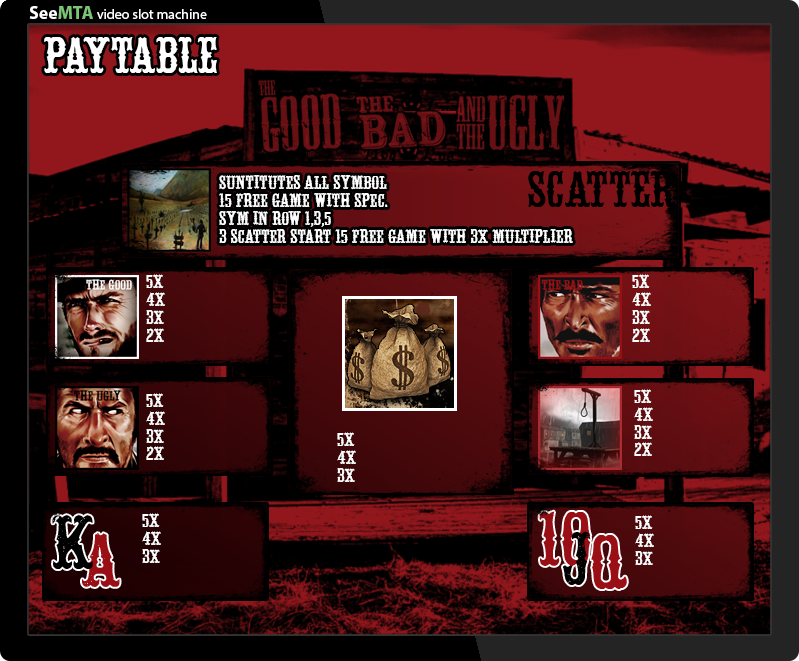 SeeMTA video slot machine
PAYTABLE
THE GOOD THE BAD AND THE UGLY
SUNTITUTES ALL SYMBOL
15 FREE GAME WITH SPEC.
SYM IN ROW 1,3,5
3 SCATTER START 15 FREE GAME WITH 3X MULTIPLIER
SCATTER
THE GOOD
5X
4X
3X
2X
THE BAD
5X
4X
3X
2X
THE UGLY
5X
4X
3X
2X
$ $ $
5X
4X
3X
5X
4X
3X
2X
KA
5X
4X
3X
10JQ
5X
4X
3X